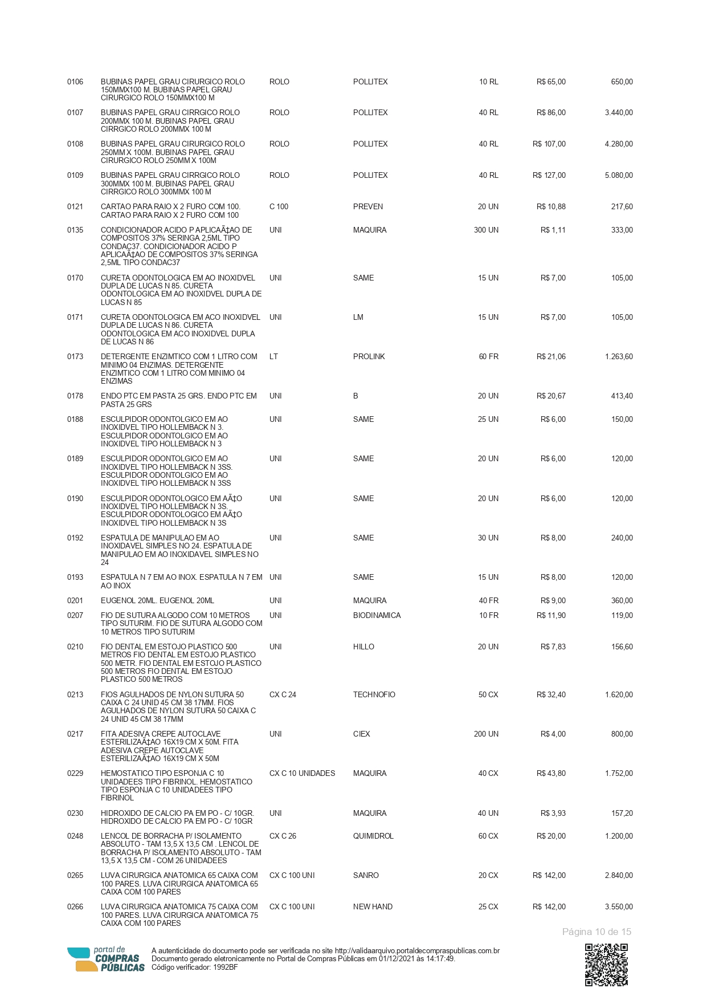 0106 BUBINAS PAPEL GRAU CIRURGICO ROLO ROLO POLLITEX 10 RL R$ 65,00 650,00
150MMX100 M. BUBINAS PAPEL GRAU
CIRURGICO ROLO 150MMX100 M
0107 BUBINAS PAPEL GRAU CIRRGICO ROLO ROLO POLLITEX 40 RL R$ 86,00 3.440,00
200MMX 100 M. BUBINAS PAPEL GRAU
CIRRGICO ROLO 200MMX 100 M
0108 BUBINAS PAPEL GRAU CIRURGICO ROLO ROLO POLLITEX 40 RL R$ 107,00 4.280,00
250MM X 100M. BUBINAS PAPEL GRAU
CIRURGICO ROLO 250MM X 100M
0109 BUBINAS PAPEL GRAU CIRRGICO ROLO ROLO POLLITEX 40 RL R$ 127,00 5.080,00
300MMX 100 M. BUBINAS PAPEL GRAU
CIRRGICO ROLO 300MMX 100 M
0121 CARTAO PARA RAIO X 2 FURO COM 100. C 100 PREVEN 20 UN R$ 10,88 217,60
CARTAO PARA RAIO X 2 FURO COM 100
0135 CONDICIONADOR ACIDO P APLICAÃ‡AO DE UNI MAQUIRA 300 UN R$ 1,11 333,00
COMPOSITOS 37% SERINGA 2,5ML TIPO
CONDAC37. CONDICIONADOR ACIDO P
APLICAÃ‡AO DE COMPOSITOS 37% SERINGA
2,5ML TIPO CONDAC37
0170 CURETA ODONTOLOGICA EM AO INOXIDVEL UNI SAME 15 UN R$ 7,00 105,00
DUPLA DE LUCAS N 85. CURETA
ODONTOLOGICA EM AO INOXIDVEL DUPLA DE
LUCAS N 85
0171 CURETA ODONTOLOGICA EM ACO INOXIDVEL UNI LM 15 UN R$ 7,00 105,00
DUPLA DE LUCAS N 86. CURETA
ODONTOLOGICA EM ACO INOXIDVEL DUPLA
DE LUCAS N 86
0173 DETERGENTE ENZIMTICO COM 1 LITRO COM LT PROLINK 60 FR R$ 21,06 1.263,60
MINIMO 04 ENZIMAS. DETERGENTE
ENZIMTICO COM 1 LITRO COM MINIMO 04
ENZIMAS
0178 ENDO PTC EM PASTA 25 GRS. ENDO PTC EM UNI B 20 UN R$ 20,67 413,40
PASTA 25 GRS
0188 ESCULPIDOR ODONTOLGICO EM AO UNI SAME 25 UN R$ 6,00 150,00
INOXIDVEL TIPO HOLLEMBACK N 3.
ESCULPIDOR ODONTOLGICO EM AO
INOXIDVEL TIPO HOLLEMBACK N 3
0189 ESCULPIDOR ODONTOLGICO EM AO UNI SAME 20 UN R$ 6,00 120,00
INOXIDVEL TIPO HOLLEMBACK N 3SS.
ESCULPIDOR ODONTOLGICO EM AO
INOXIDVEL TIPO HOLLEMBACK N 3SS
0190 ESCULPIDOR ODONTOLOGICO EM AÃ‡O UNI SAME 20 UN R$ 6,00 120,00
INOXIDVEL TIPO HOLLEMBACK N 3S.
ESCULPIDOR ODONTOLOGICO EM AÃ‡O
INOXIDVEL TIPO HOLLEMBACK N 3S
0192 ESPATULA DE MANIPULAO EM AO UNI SAME 30 UN R$ 8,00 240,00
INOXIDAVEL SIMPLES NO 24. ESPATULA DE
MANIPULAO EM AO INOXIDAVEL SIMPLES NO
24
0193 ESPATULA N 7 EM AO INOX. ESPATULA N 7 EM UNI SAME 15 UN R$ 8,00 120,00
AO INOX
0201 EUGENOL 20ML. EUGENOL 20ML UNI MAQUIRA 40 FR R$ 9,00 360,00
0207 FIO DE SUTURA ALGODO COM 10 METROS UNI BIODINAMICA 10 FR R$ 11,90 119,00
TIPO SUTURIM. FIO DE SUTURA ALGODO COM
10 METROS TIPO SUTURIM
0210 FIO DENTAL EM ESTOJO PLASTICO 500 UNI HILLO 20 UN R$ 7,83 156,60
METROS FIO DENTAL EM ESTOJO PLASTICO
500 METR. FIO DENTAL EM ESTOJO PLASTICO
500 METROS FIO DENTAL EM ESTOJO
PLASTICO 500 METROS
0213 FIOS AGULHADOS DE NYLON SUTURA 50 CX C 24 TECHNOFIO 50 CX R$ 32,40 1.620,00
CAIXA C 24 UNID 45 CM 38 17MM. FIOS
AGULHADOS DE NYLON SUTURA 50 CAIXA C
24 UNID 45 CM 38 17MM
0217 FITA ADESIVA CREPE AUTOCLAVE UNI CIEX 200 UN R$ 4,00 800,00
ESTERILIZAÃ‡AO 16X19 CM X 50M. FITA
ADESIVA CREPE AUTOCLAVE
ESTERILIZAÃ‡AO 16X19 CM X 50M
0229 HEMOSTATICO TIPO ESPONJA C 10 CX C 10 UNIDADES MAQUIRA 40 CX R$ 43,80 1.752,00
UNIDADEES TIPO FIBRINOL. HEMOSTATICO
TIPO ESPONJA C 10 UNIDADEES TIPO
FIBRINOL
0230 HIDROXIDO DE CALCIO PA EM PO - C/ 10GR. UNI MAQUIRA 40 UN R$ 3,93 157,20
HIDROXIDO DE CALCIO PA EM PO - C/ 10GR
0248 LENCOL DE BORRACHA P/ ISOLAMENTO CX C 26 QUIMIDROL 60 CX R$ 20,00 1.200,00
ABSOLUTO - TAM 13,5 X 13,5 CM . LENCOL DE
BORRACHA P/ ISOLAMENTO ABSOLUTO - TAM
13,5 X 13,5 CM - COM 26 UNIDADEES
0265 LUVA CIRURGICA ANATOMICA 65 CAIXA COM CX C 100 UNI SANRO 20 CX R$ 142,00 2.840,00
100 PARES. LUVA CIRURGICA ANATOMICA 65
CAIXA COM 100 PARES
0266 LUVA CIRURGICA ANATOMICA 75 CAIXA COM CX C 100 UNI NEW HAND 25 CX R$ 142,00 3.550,00
100 PARES. LUVA CIRURGICA ANATOMICA 75
CAIXA COM 100 PARES
Página 10 de 15
portal de
COMPRAS
PÚBLICAS
A autenticidade do documento pode ser verificada no site http://validaarquivo.portaldecompraspublicas.com.br
Documento gerado eletronicamente no Portal de Compras Públicas em 01/12/2021 às 14:17:49.
Código verificador: 1992BF